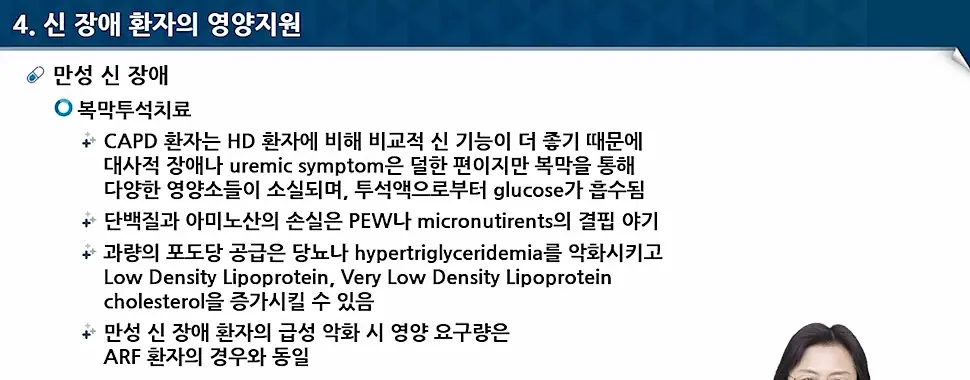 4. 신 장애 환자의 영양지원
만성 신 장애
복막투석치료
CAPD 환자는 HD 환자에 비해 비교적 신 기능이 더 좋기 때문에
대사적 장애나 uremic symptom은 덜한 편이지만 복막을 통해
다양한 영양소들이 소실되며, 투석액으로부터 glucose가 흡수됨
단백질과 아미노산의 손실은 PEW나 micronutirents의 결핍 야기
과량의 포도당 공급은 당뇨나 hypertriglyceridemia를 악화시키고
Low Density Lipoprotein, Very Low Density Lipoprotein
cholesterol을 증가시킬 수 있음
만성 신 장애 환자의 급성 악화 시 영양 요구량은
ARF 환자의 경우와 동일